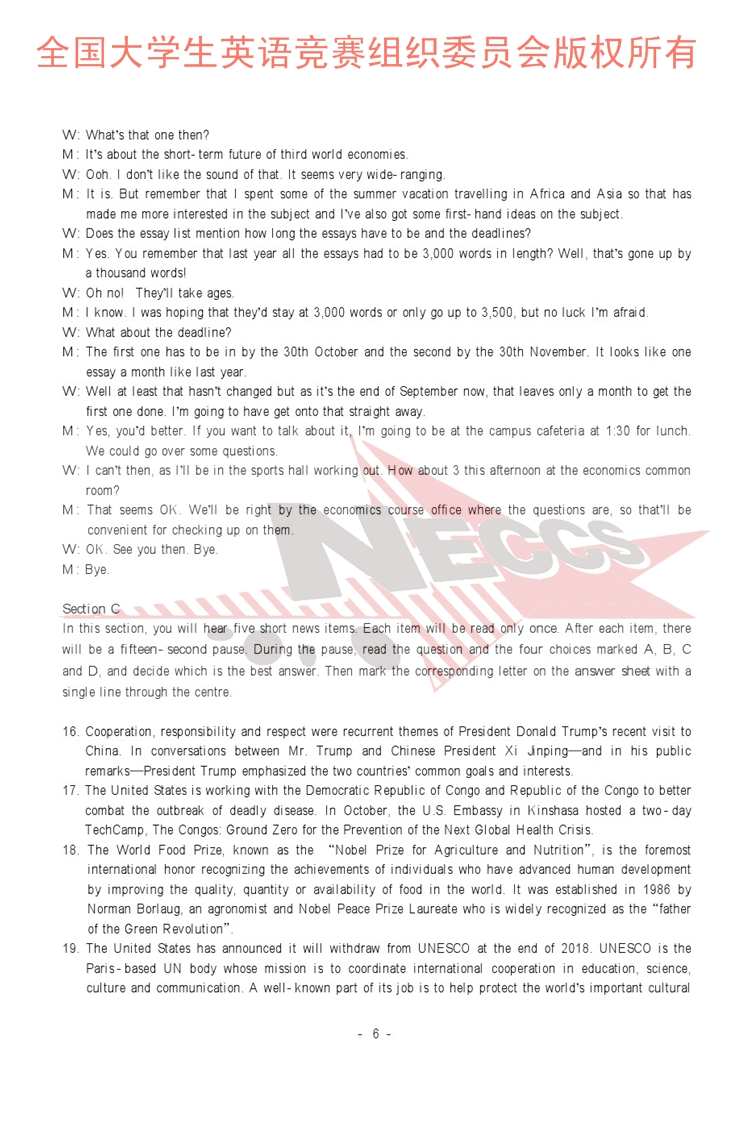 全国大学生英语竞赛组织委员会版权所有
W: What's that one then?
M: It's about the short-term future of third world economies.
W: Ooh. I don't like the sound of that. It seems very wide-ranging.
M: It is. But remember that I spent some of the summer vacation travelling in Africa and Asia so that has
made me more interested in the subject and I've also got some first-hand ideas on the subject.
W: Does the essay list mention how long the essays have to be and the deadlines?
M: Yes. You remember that last year all the essays had to be 3,000 words in length? Well, that's gone up by
a thousand words!
W: Oh no! They'll take ages.
M: I know. I was hoping that they'd stay at 3,000 words or only go up to 3,500, but no luck I'm afraid.
W: What about the deadline?
M: The first one has to be in by the 30th October and the second by the 30th November. It looks like one
essay a month like last year.
W: Well at least that hasn't changed but as it's the end of September now, that leaves only a month to get the
first one done. I'm going to have get onto that straight away.
M: Yes, you'd better. If you want to talk about it, I'm going to be at the campus cafeteria at 1:30 for lunch.
We could go over some questions.
W: I can't then, as I'll be in the sports hall working out. How about 3 this afternoon at the economics common
room?
M: That seems OK. We'll be right by the economics course office where the questions are, so that'll be
convenient for checking up on them.
W: OK. See you then. Bye.
M: Bye.
NECCS
Section C
In this section, you will hear five short news items. Each item will be read only once. After each item, there
will be a fifteen-second pause. During the pause, read the question and the four choices marked A, B, C
and D, and decide which is the best answer. Then mark the corresponding letter on the answer sheet with a
single line through the centre.
16. Cooperation, responsibility and respect were recurrent themes of President Donald Trump's recent visit to
China. In conversations between Mr. Trump and Chinese President Xi Jinping—and in his public
remarks—President Trump emphasized the two countries' common goals and interests.
17. The United States is working with the Democratic Republic of Congo and Republic of the Congo to better
combat the outbreak of deadly disease. In October, the U.S. Embassy in Kinshasa hosted a two-day
TechCamp, The Congos: Ground Zero for the Prevention of the Next Global Health Crisis.
18. The World Food Prize, known as the “Nobel Prize for Agriculture and Nutrition”, is the foremost
international honor recognizing the achievements of individuals who have advanced human development
by improving the quality, quantity or availability of food in the world. It was established in 1986 by
Norman Borlaug, an agronomist and Nobel Peace Prize Laureate who is widely recognized as the “father
of the Green Revolution”.
19. The United States has announced it will withdraw from UNESCO at the end of 2018. UNESCO is the
Paris-based UN body whose mission is to coordinate international cooperation in education, science,
culture and communication. A well-known part of its job is to help protect the world's important cultural
- 6 -